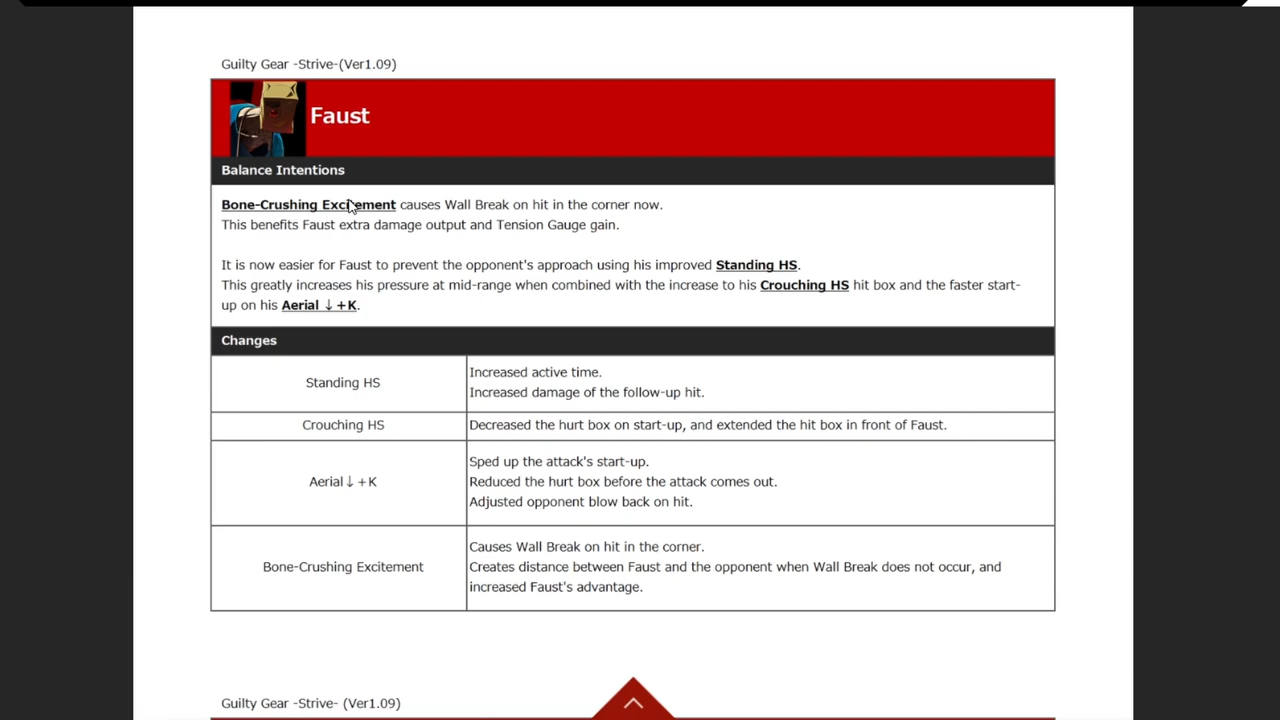 Guilty Gear -Strive-(Ver1.09)
Faust
Balance Intentions
Bone-Crushing Excitement causes Wall Break on hit in the corner now.
This benefits Faust extra damage output and Tension Gauge gain.
It is now easier for Faust to prevent the opponent's approach using his improved Standing HS.
This greatly increases his pressure at mid-range when combined with the increase to his Crouching HS hit box and the faster start-
up on his Aerial ↓+K.
Changes
Standing HS
Increased active time.
Increased damage of the follow-up hit.
Crouching HS
Decreased the hurt box on start-up, and extended the hit box in front of Faust.
Aerial↓+K
Sped up the attack's start-up.
Reduced the hurt box before the attack comes out.
Adjusted opponent blow back on hit.
Bone-Crushing Excitement
Causes Wall Break on hit in the corner.
Creates distance between Faust and the opponent when Wall Break does not occur, and
increased Faust's advantage.
Guilty Gear -Strive- (Ver1.09)